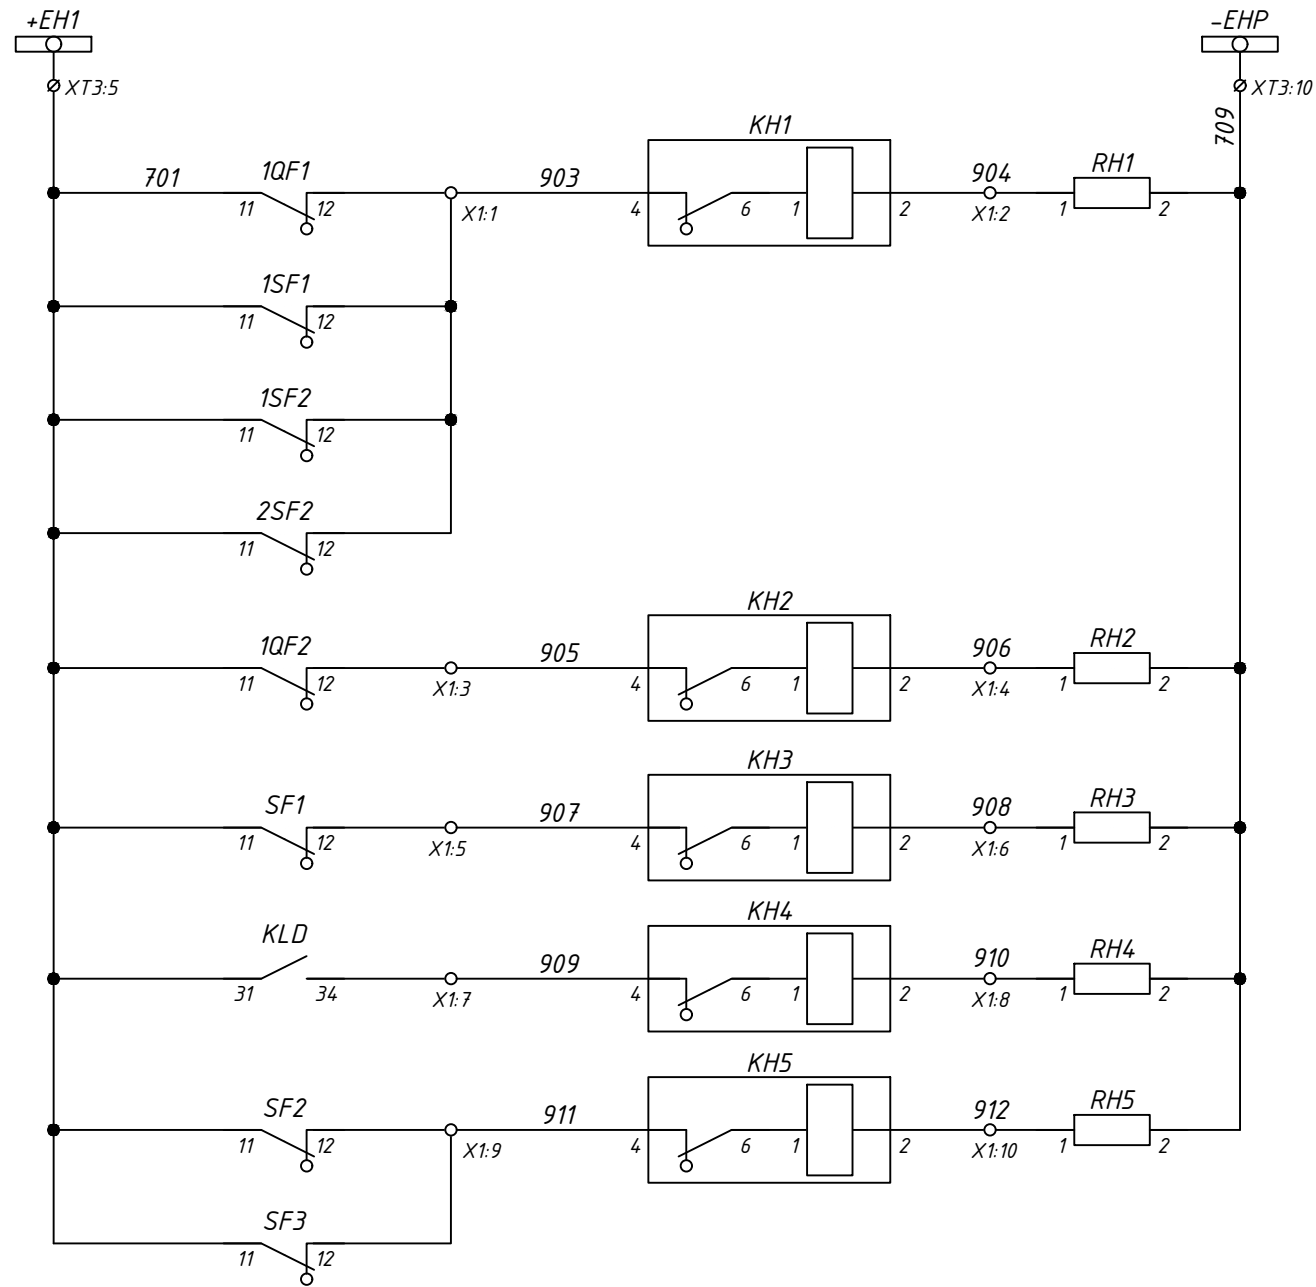 +EH1
-EHP
XT3:5
XT3:10
709
KH1
701
1QF1
903
904
RH1
11
12
X1:1
4
6
1
2
X1:2
1
2
1SF1
11
12
1SF2
11
12
2SF2
11
12
KH2
1QF2
905
906
RH2
11
12
X1:3
4
6
1
2
X1:4
1
2
KH3
SF1
907
908
RH3
11
12
X1:5
4
6
1
2
X1:6
1
2
KH4
KLD
909
910
RH4
31
34
X1:7
4
6
1
2
X1:8
1
2
KH5
SF2
911
912
RH5
11
12
X1:9
4
6
1
2
X1:10
1
2
SF3
11
12